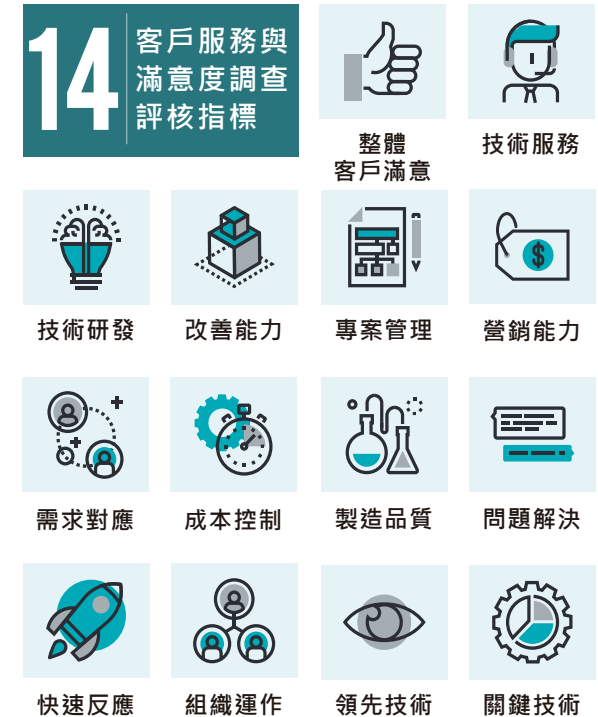 14
客戶服務與
滿意度調查
評核指標
整體
客戶滿意
技術服務
技術研發
改善能力
專案管理
營銷能力
$
需求對應
成本控制
製造品質
問題解決
快速反應
組織運作
領先技術
關鍵技術